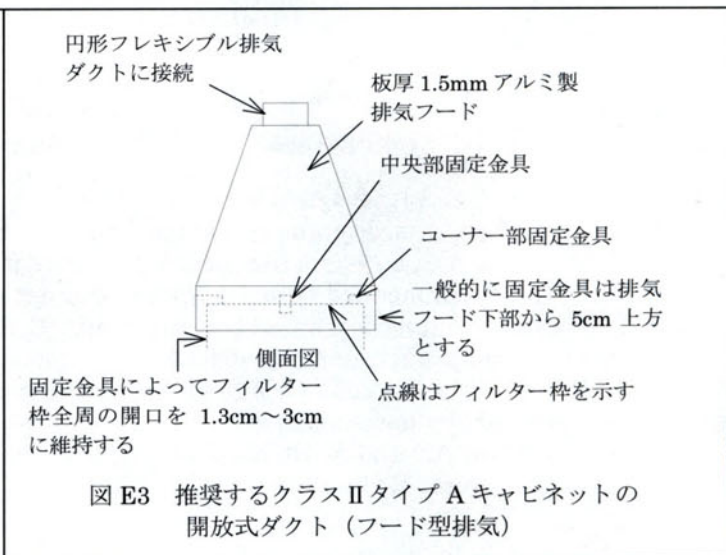 円形フレキシブル排気
ダクトに接続
板厚 1.5mm アルミ製
排気フード
中央部固定金具
コーナー部固定金具
一般的に固定金具は排気
フード下部から 5cm 上方
とする
側面図
点線はフィルター枠を示す
固定金具によってフィルター
枠全周の開口を 1.3cm~3cm
に維持する
図 E3 推奨するクラスⅡタイプ A キャビネットの
開放式ダクト(フード型排気)